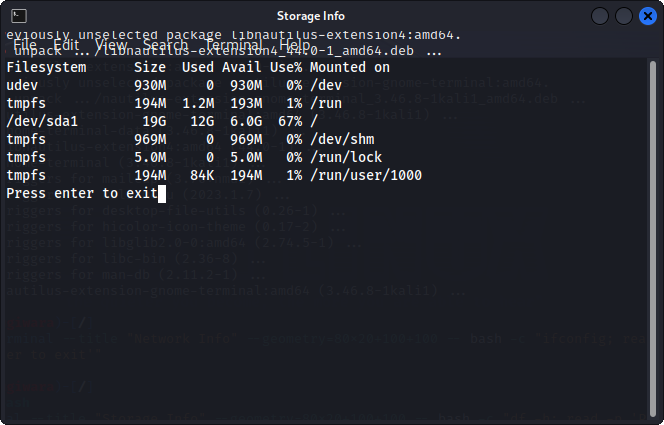 Storage Info
eviously unselected package libnautilus-extension4:amd64.
File Edit View Search Terminal Help
unpack .../libnautilus-extension4_44~0-1_amd64.deb ...
Filesystem Size Used Avail Use% Mounted on
udev 930M 0 930M 0% /dev
tmpfs 194M 1.2M 193M 1% /run
/dev/sda1 19G 12G 6.0G 67% /
tmpfs 969M 0 969M 0% /dev/shm
tmpfs 5.0M 0 5.0M 0% /run/lock
tmpfs 194M 84K 194M 1% /run/user/1000
Press enter to exit
riggers for desktop-file-utils (0.26-1) ...
riggers for hicolor-icon-theme (0.17-2) ...
riggers for libglib2.0-0:amd64 (2.74.5-1) ...
riggers for libc-bin (2.36-8) ...
riggers for man-db (2.11.2-1) ...
autilus-extension-gnome-terminal:amd64 (3.46.8-1kali1) ...